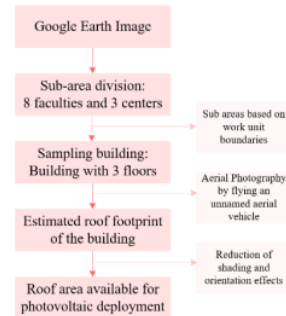 Google Earth Image
Sub-area division:
8 faculties and 3 centers
Sub areas based on
work unit
boundaries
Sampling building:
Building with 3 floors
Aerial Photography
by flying an
unnamed aerial
vehicle
Estimated roof footprint
of the building
Reduction of
shading and
orientation effects
Roof area available for
photovoltaic deployment